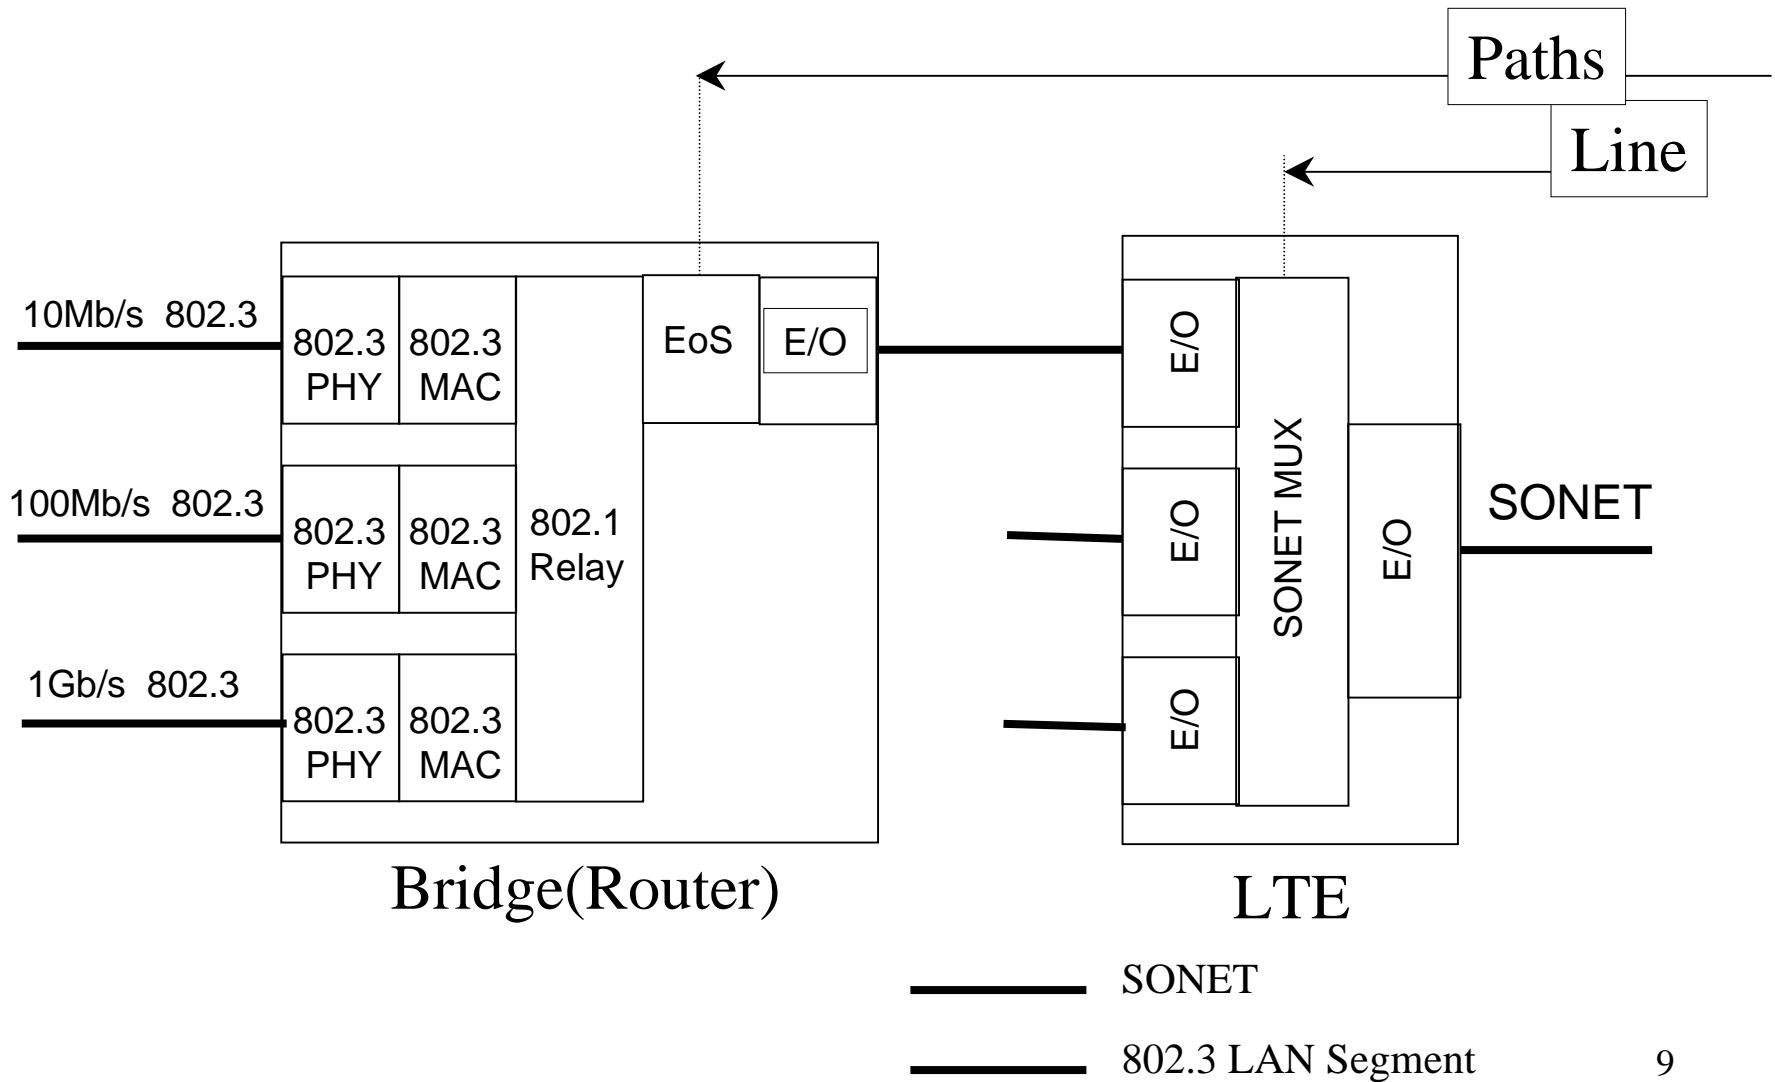 Paths
Line
10Mb/s 802.3
802.3
PHY
802.3
MAC
EoS
E/O
E/O
100Mb/s 802.3
802.3
PHY
802.3
MAC
802.1
Relay
E/O
SONET MUX
E/O
SONET
1Gb/s 802.3
802.3
PHY
802.3
MAC
E/O
Bridge(Router)
LTE
SONET
802.3 LAN Segment
9